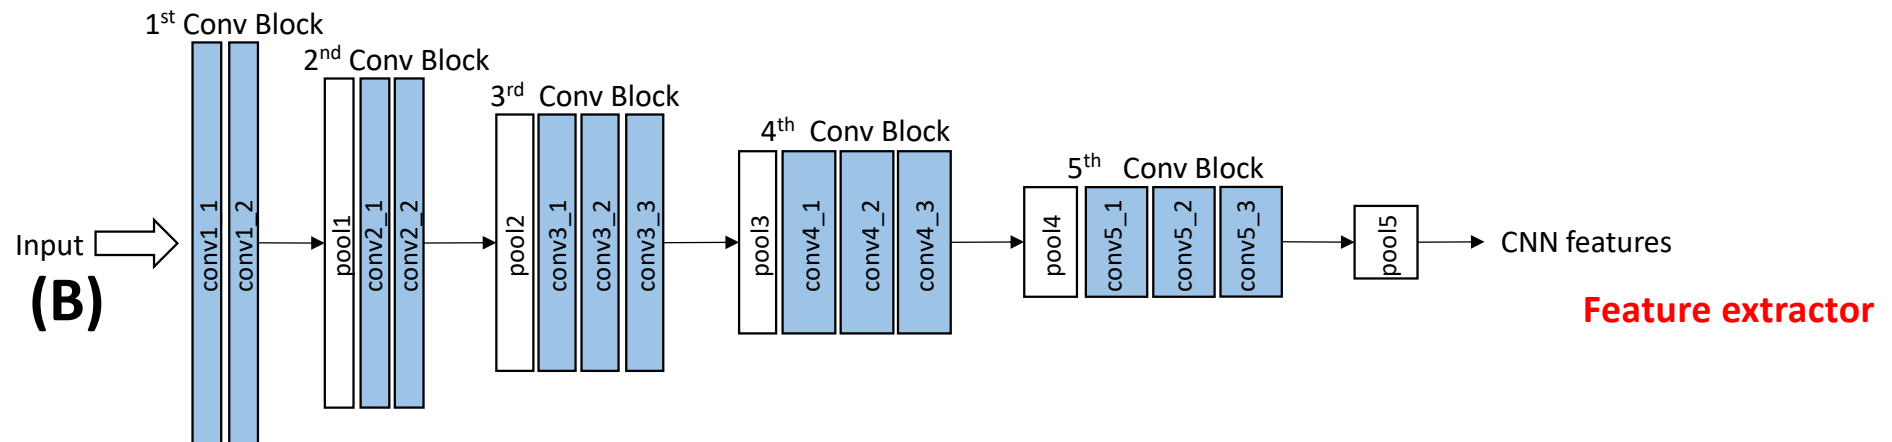 1st Conv Block
2nd Conv Block
3rd Conv Block
4th Conv Block
5th Conv Block
Input
(B)
conv1_1
conv1_2
pool1
conv2_1
conv2_2
pool2
conv3_1
conv3_2
conv3_3
pool3
conv4_1
conv4_2
conv4_3
pool4
conv5_1
conv5_2
conv5_3
pool5
CNN features
Feature extractor